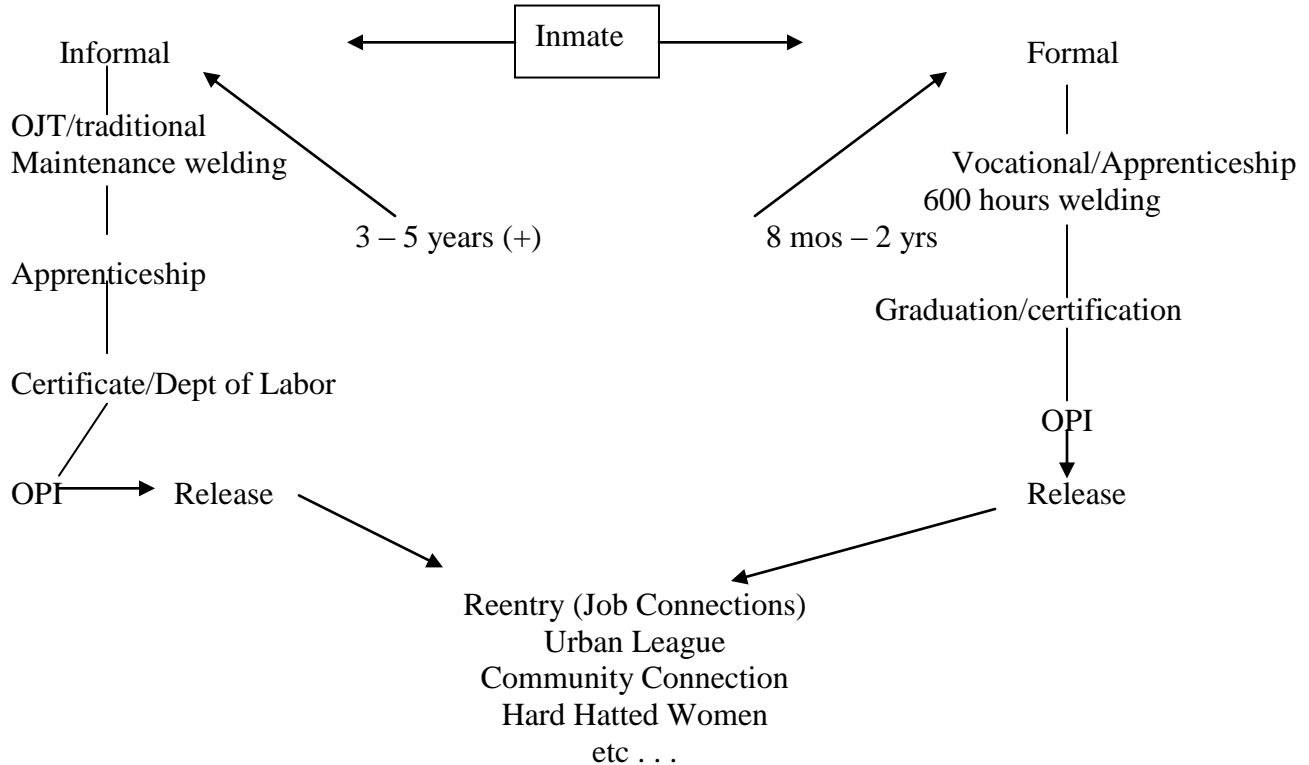 Inmate
Informal
Formal
OJT/traditional
Maintenance welding
Vocational/Apprenticeship
600 hours welding
3 – 5 years (+)
8 mos – 2 yrs
Apprenticeship
Graduation/certification
Certificate/Dept of Labor
OPI
OPI
Release
Release
Reentry (Job Connections)
Urban League
Community Connection
Hard Hatted Women
etc . . .